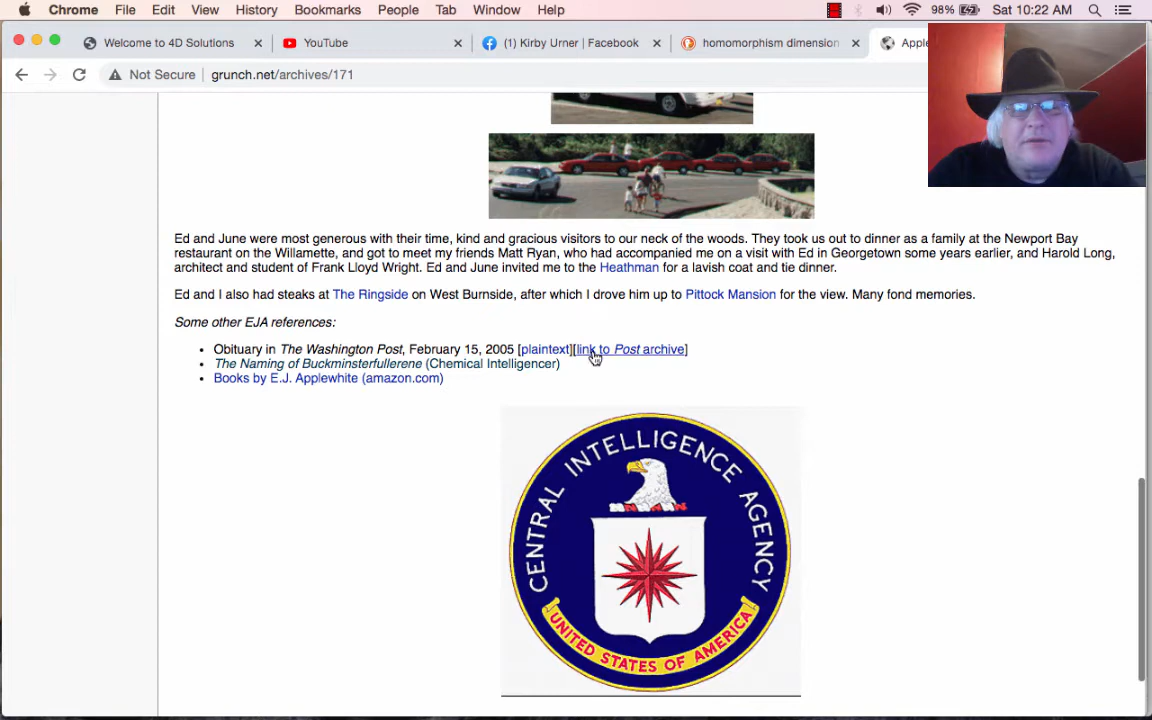 Chrome File Edit View History Bookmarks People Tab Window Help 98% Sat 10:22 AM
Welcome to 4D Solutions YouTube (1) Kirby Urner | Facebook homomorphism dimension Apple
Not Secure grunch.net/archives/171
Ed and June were most generous with their time, kind and gracious visitors to our neck of the woods. They took us out to dinner as a family at the Newport Bay
restaurant on the Willamette, and got to meet my friends Matt Ryan, who had accompanied me on a visit with Ed in Georgetown some years earlier, and Harold Long,
architect and student of Frank Lloyd Wright. Ed and June invited me to the Heathman for a lavish coat and tie dinner.
Ed and I also had steaks at The Ringside on West Burnside, after which I drove him up to Pittock Mansion for the view. Many fond memories.
Some other EJA references:
• Obituary in The Washington Post, February 15, 2005 [plaintext][link to Post archive]
• The Naming of Buckminsterfullerene (Chemical Intelligencer)
• Books by E.J. Applewhite (amazon.com)
CENTRAL INTELLIGENCE AGENCY
UNITED STATES OF AMERICA